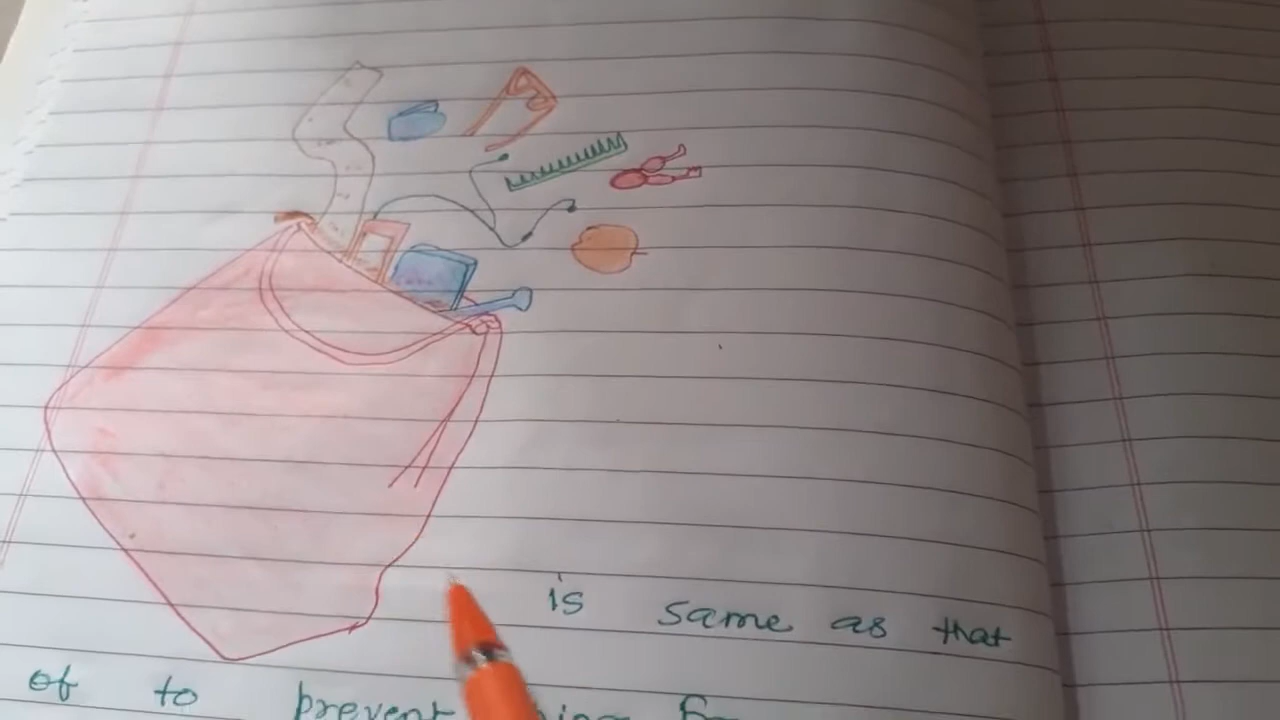 is same as that
of to prevent